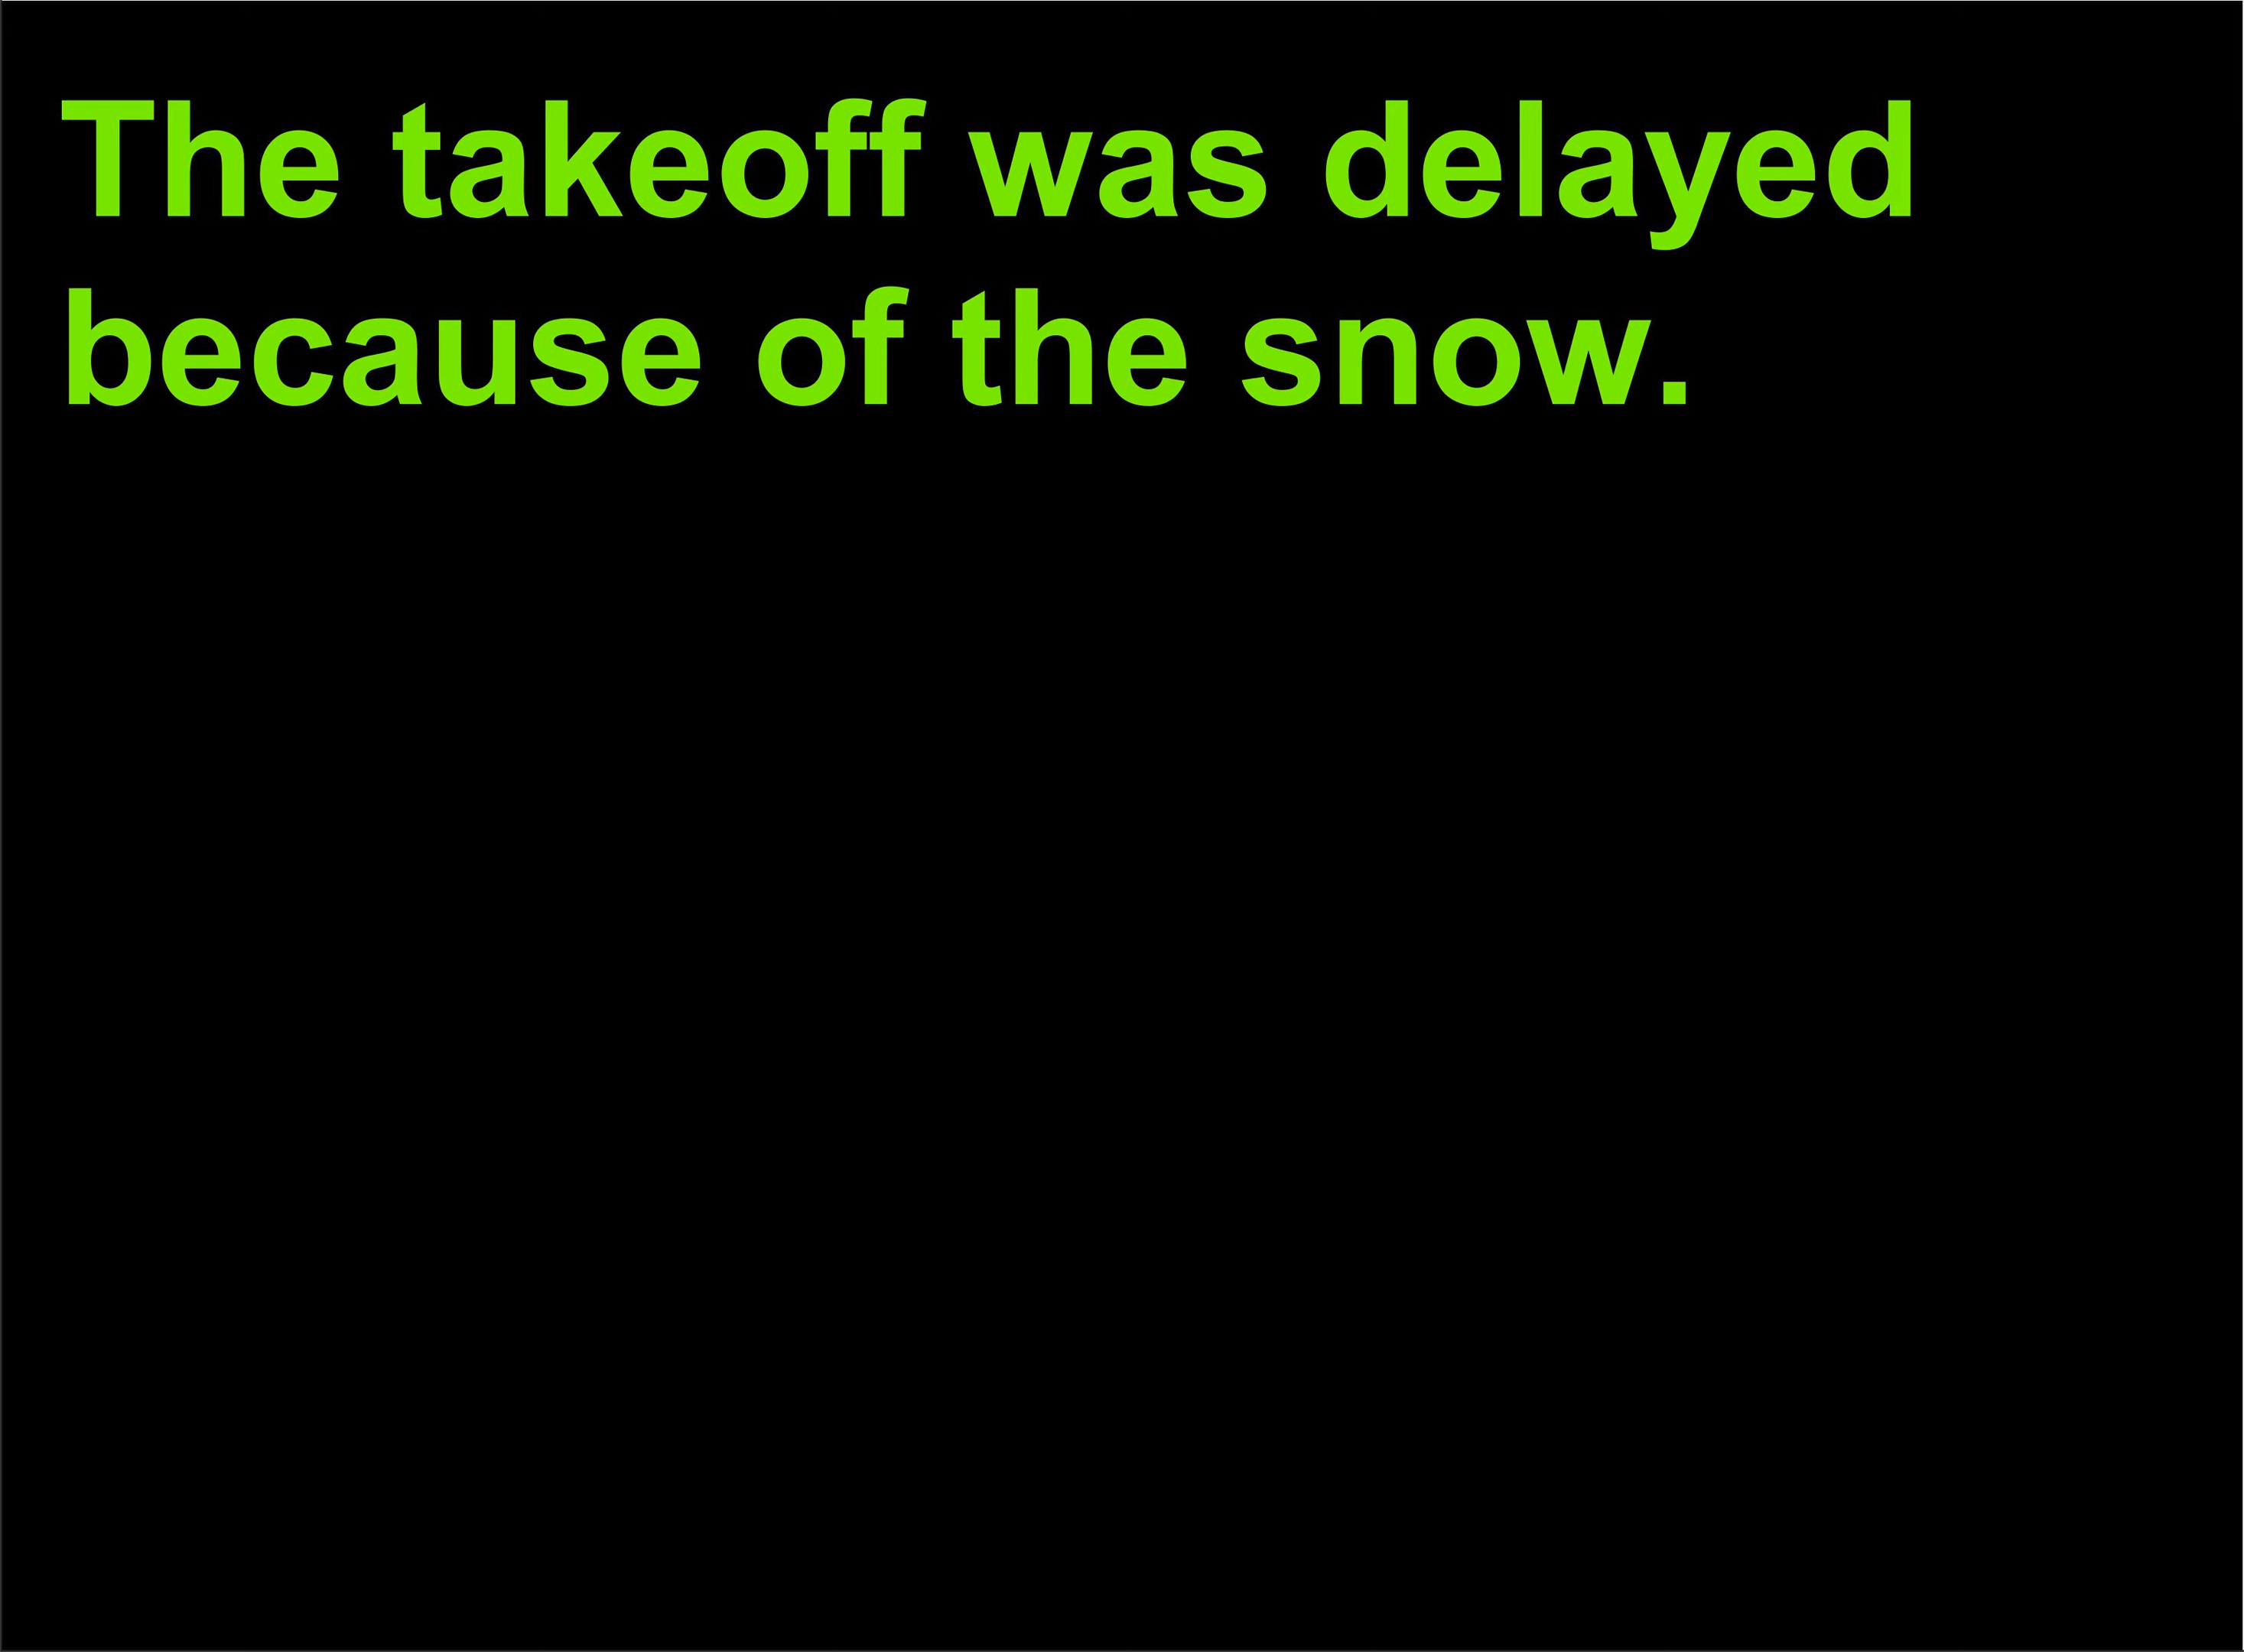 The takeoff was delayed
because of the snow.